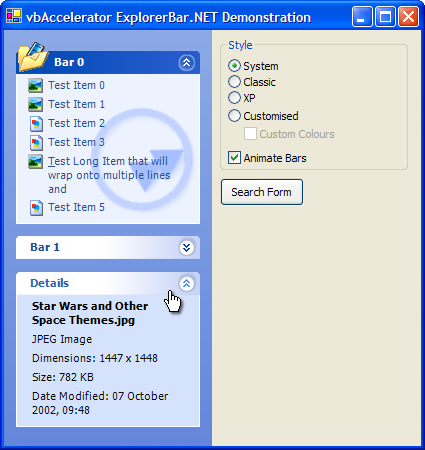 vbAccelerator ExplorerBar.NET Demonstration
Bar 0
Test Item 0
Test Item 1
Test Item 2
Test Item 3
Test Long Item that will
wrap onto multiple lines
and
Test Item 5
Bar 1
Details
Star Wars and Other
Space Themes.jpg
JPEG Image
Dimensions: 1447 x 1448
Size: 782 KB
Date Modified: 07 October
2002, 09:48
Style
System
Classic
XP
Customised
Custom Colours
Animate Bars
Search Form